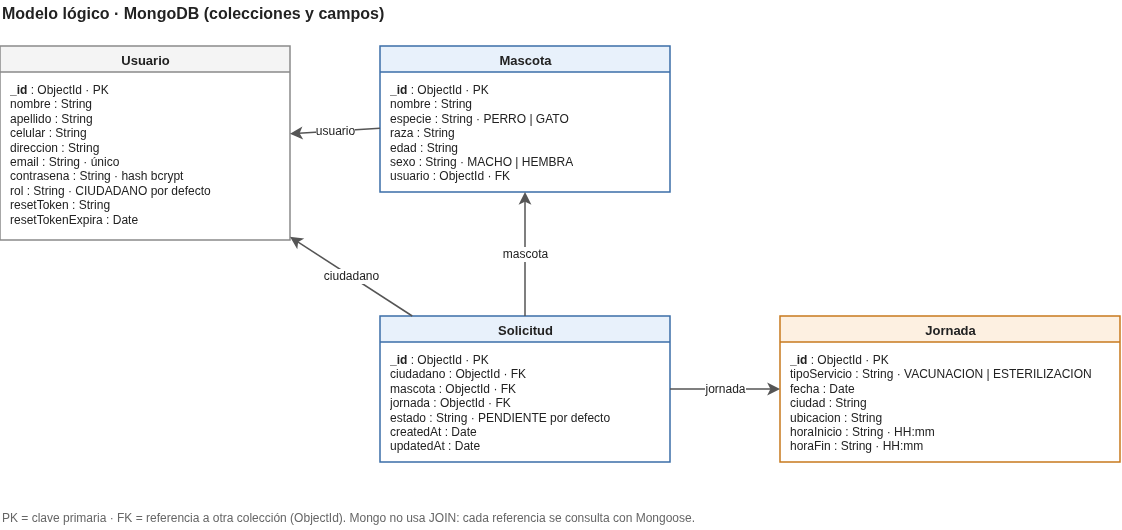 Modelo lógico · MongoDB (colecciones y campos)
Usuario
_id : ObjectId · PK
nombre : String
apellido : String
celular : String
direccion : String
email : String · único
contrasena : String · hash bcrypt
rol : String · CIUDADANO por defecto
resetToken : String
resetTokenExpira : Date
usuario
Mascota
_id : ObjectId · PK
nombre : String
especie : String · PERRO | GATO
raza : String
edad : String
sexo : String · MACHO | HEMBRA
usuario : ObjectId · FK
mascota
ciudadano
Solicitud
_id : ObjectId · PK
ciudadano : ObjectId · FK
mascota : ObjectId · FK
jornada : ObjectId · FK
estado : String · PENDIENTE por defecto
createdAt : Date
updatedAt : Date
jornada
Jornada
_id : ObjectId · PK
tipoServicio : String · VACUNACION | ESTERILIZACION
fecha : Date
ciudad : String
ubicacion : String
horaInicio : String · HH:mm
horaFin : String · HH:mm
PK = clave primaria · FK = referencia a otra colección (ObjectId). Mongo no usa JOIN: cada referencia se consulta con Mongoose.